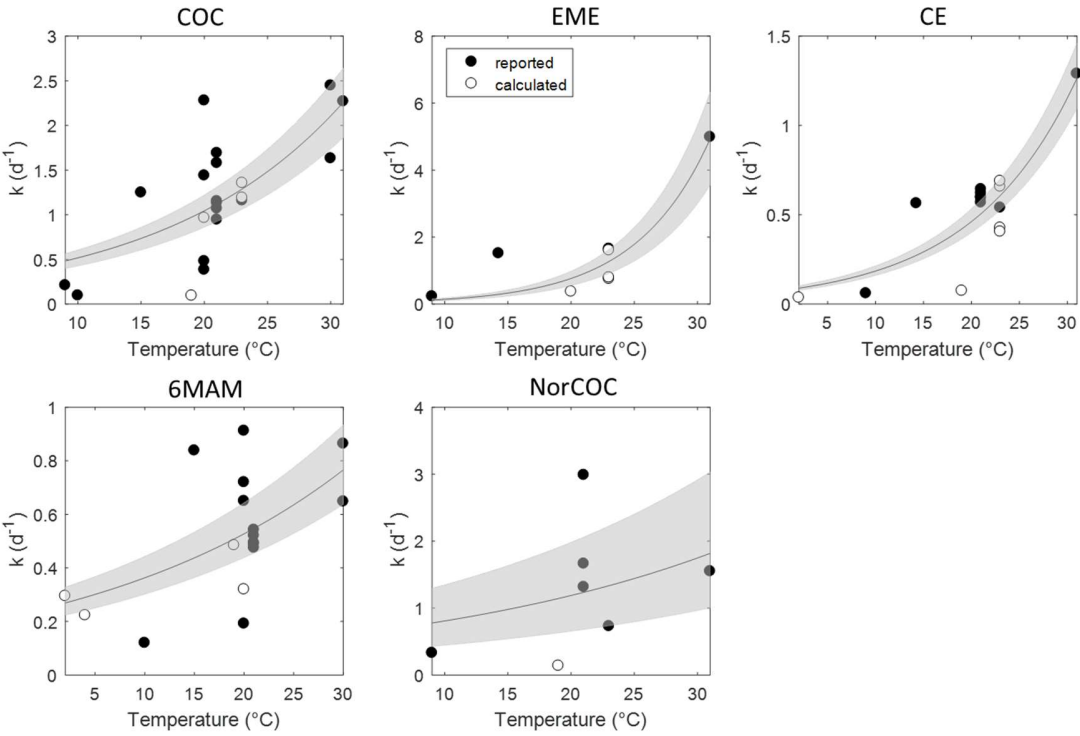 COC
3
2.5
2
1.5
1
0.5
0
10 15 20 25 30
k (d⁻¹)
Temperature (°C)
EME
8
6
4
2
0
10 15 20 25 30
k (d⁻¹)
Temperature (°C)
reported
calculated
CE
1.5
1
0.5
0
5 10 15 20 25 30
k (d⁻¹)
Temperature (°C)
6MAM
1
0.8
0.6
0.4
0.2
0
5 10 15 20 25 30
k (d⁻¹)
Temperature (°C)
NorCOC
4
3
2
1
0
10 15 20 25 30
k (d⁻¹)
Temperature (°C)